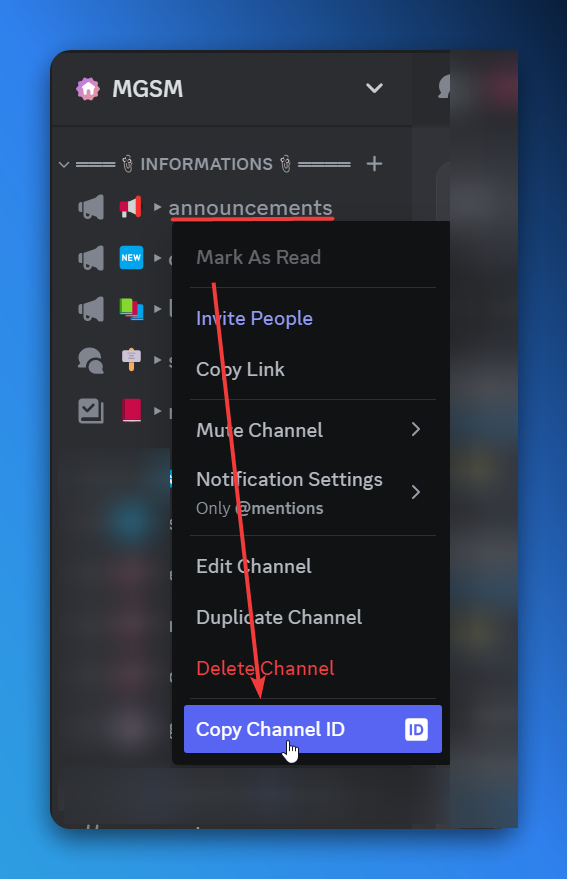 MGSM
INFORMATIONS
announcements
NEW
Mark As Read
Invite People
Copy Link
Mute Channel
Notification Settings
Only @mentions
Edit Channel
Duplicate Channel
Delete Channel
Copy Channel ID
ID